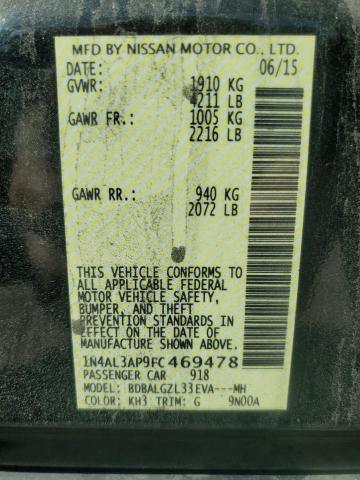 MFD BY NISSAN MOTOR CO., LTD.
DATE: 06/15
GVWR: 1910 KG
4211 LB
GAWR FR.: 1005 KG
2216 LB
GAWR RR.: 940 KG
2072 LB
THIS VEHICLE CONFORMS TO
ALL APPLICABLE FEDERAL
MOTOR VEHICLE SAFETY,
BUMPER, AND THEFT
PREVENTION STANDARDS IN
EFFECT ON THE DATE OF
MANUFACTURE SHOWN ABOVE.
1N4AL3AP9FC469478
PASSENGER CAR 918
MODEL: BDBALGZL33EVA---MH
COLOR: KH3 TRIM: G 9N00A